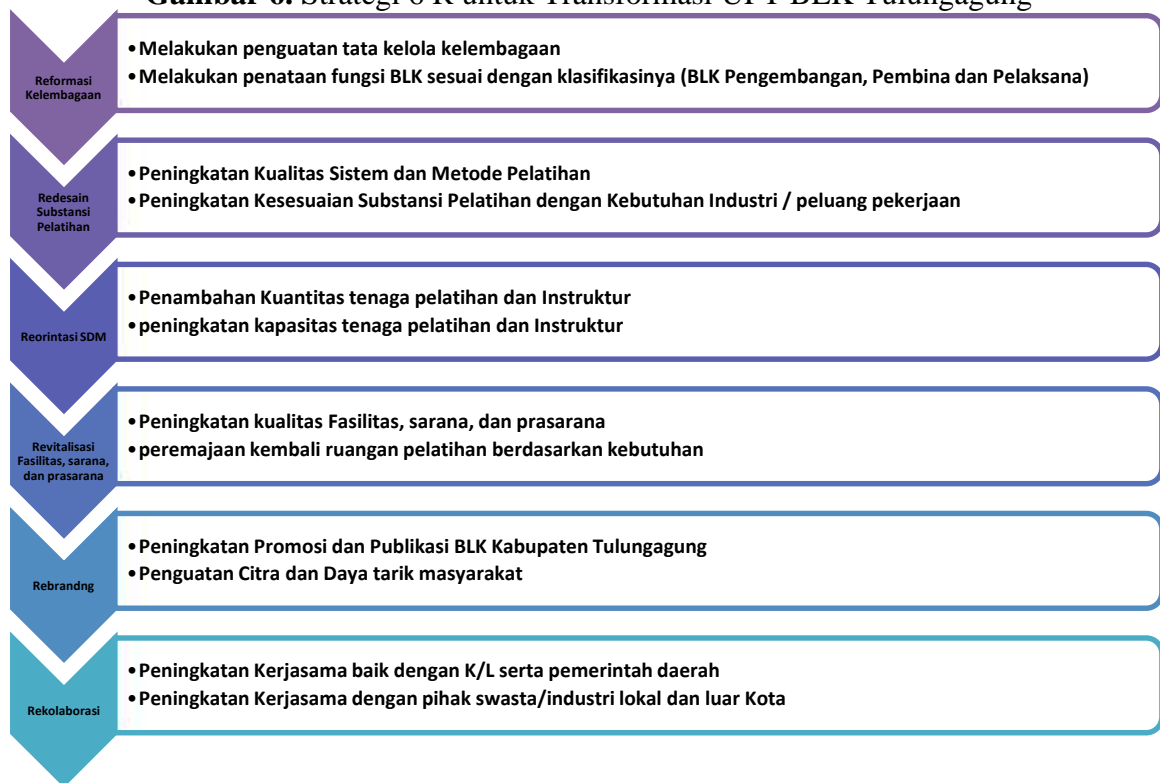 Gambar 6. Strategi 6 R untuk Transformasi UPT BLK Tulungagung
Reformasi
Kelembagaan
•Melakukan penguatan tata kelola kelembagaan
•Melakukan penataan fungsi BLK sesuai dengan klasifikasinya (BLK Pengembangan, Pembina dan Pelaksana)
Redesain
Substansi
Pelatihan
•Peningkatan Kualitas Sistem dan Metode Pelatihan
•Peningkatan Kesesuaian Substansi Pelatihan dengan Kebutuhan Industri / peluang pekerjaan
Reorintasi SDM
•Penambahan Kuantitas tenaga pelatihan dan Instruktur
•peningkatan kapasitas tenaga pelatihan dan Instruktur
Revitalisasi
Fasilitas, sarana,
dan prasarana
•Peningkatan kualitas Fasilitas, sarana, dan prasarana
•peremajaan kembali ruangan pelatihan berdasarkan kebutuhan
Rebrandng
•Peningkatan Promosi dan Publikasi BLK Kabupaten Tulungagung
•Penguatan Citra dan Daya tarik masyarakat
Rekolaborasi
•Peningkatan Kerjasama baik dengan K/L serta pemerintah daerah
•Peningkatan Kerjasama dengan pihak swasta/industri lokal dan luar Kota